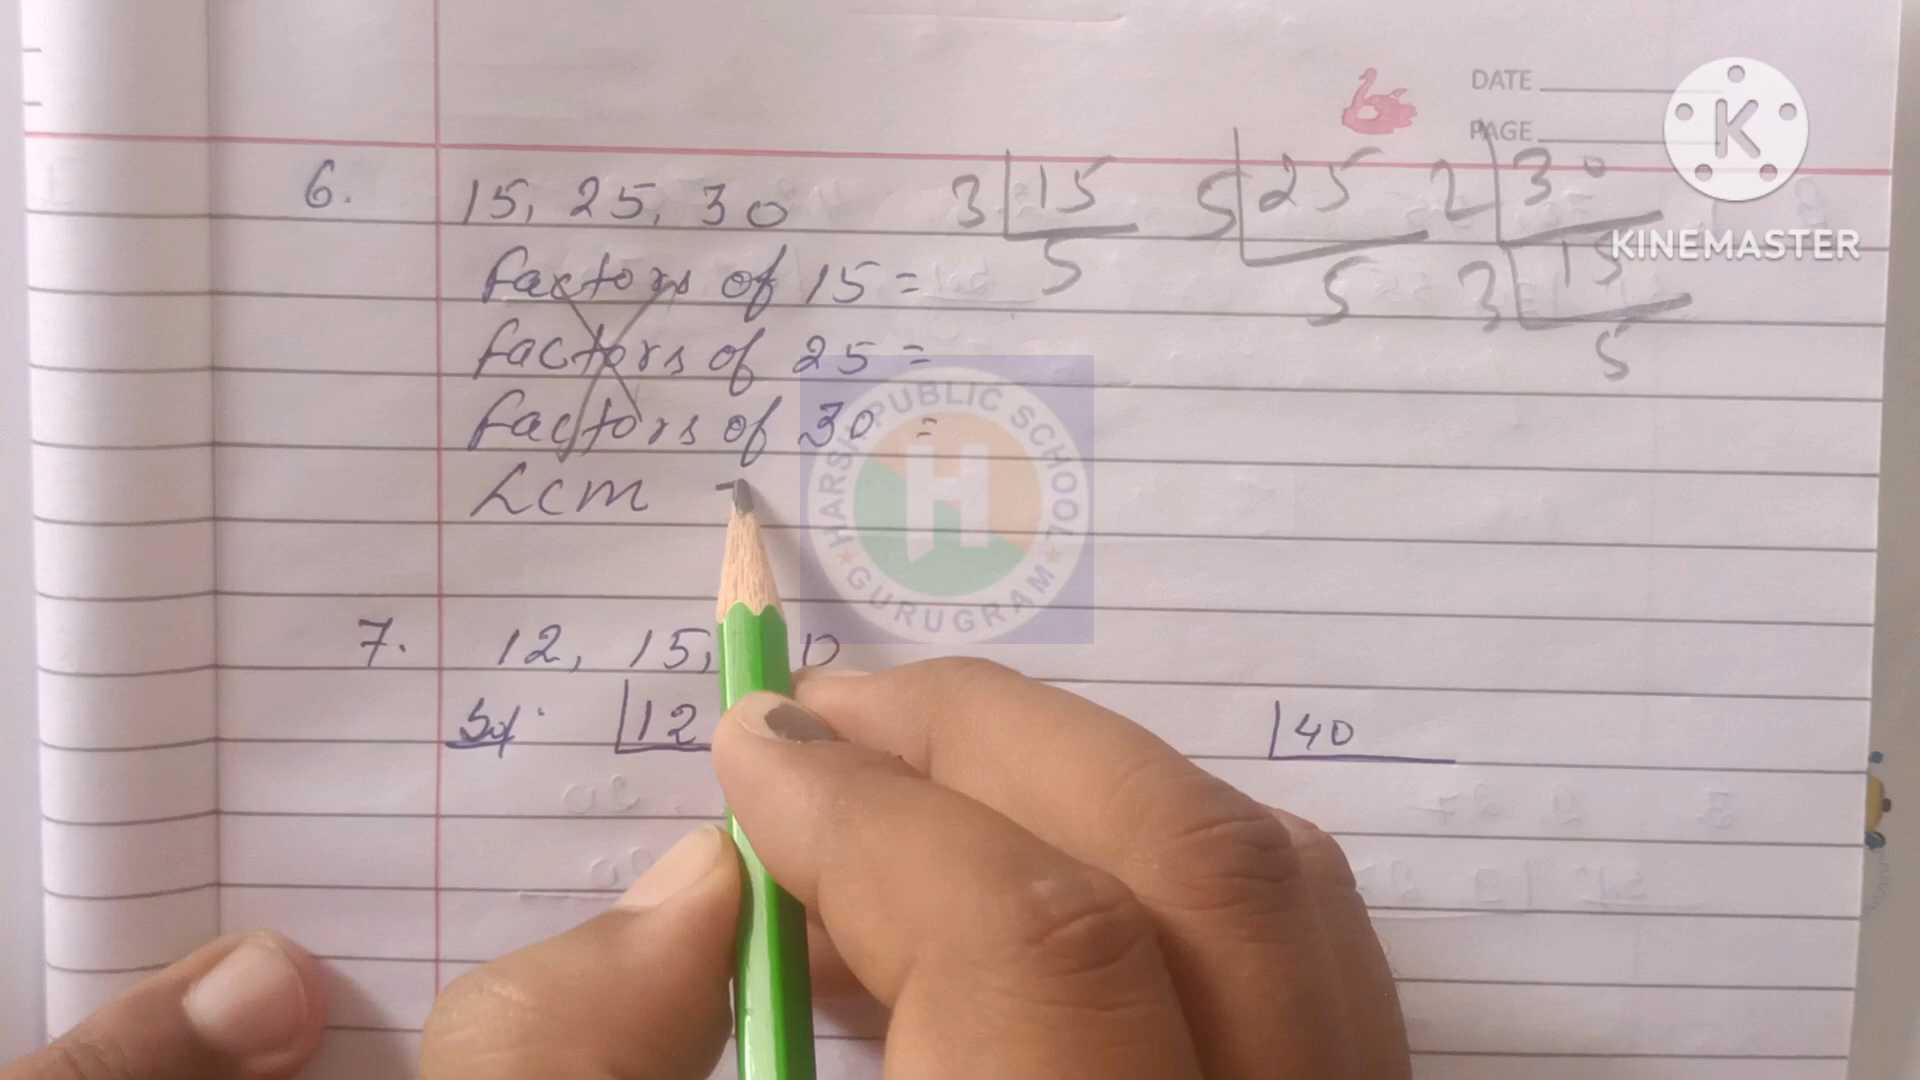 DATE
PAGE
KINEMASTER
6. 15, 25, 30
3 15
5
5 25
5
2 30
3 15
5
factors of 15 =
factors of 25 =
factors of 30 =
Lcm
HARSH PUBLIC SCHOOL
H
GURUGRAM
7. 12, 15,
Sol. 12
40